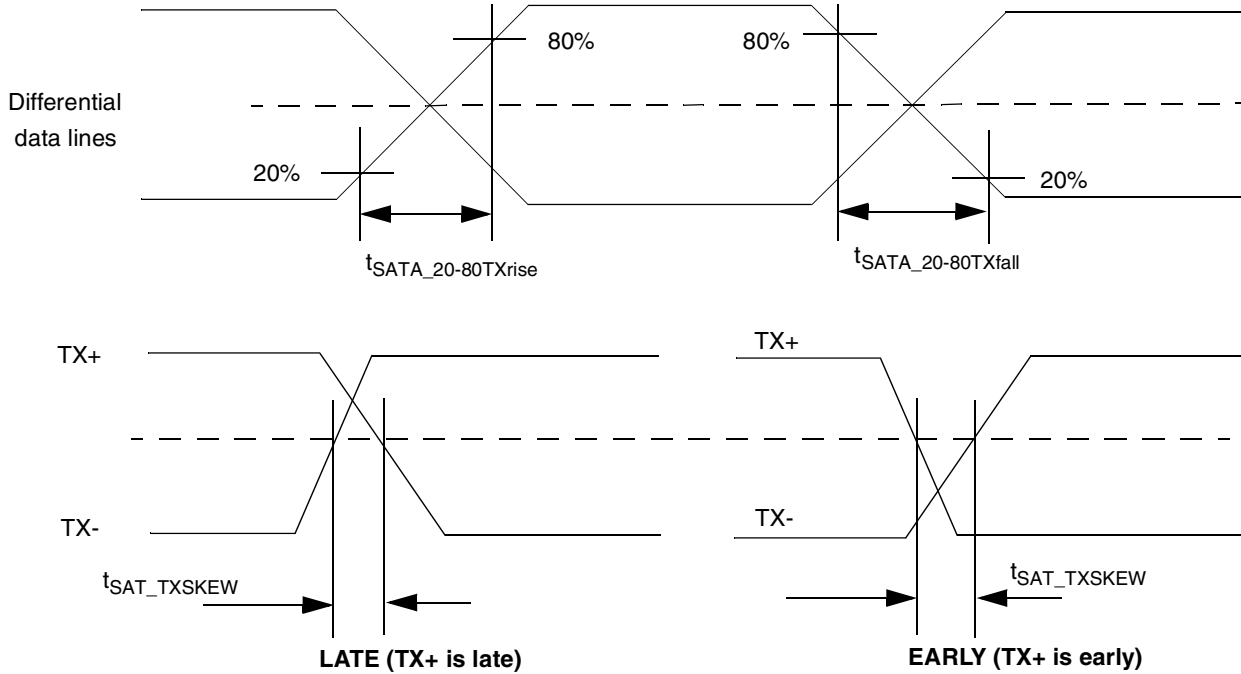 80%
80%
Differential
data lines
20%
20%
tSATA_20-80TXrise
tSATA_20-80TXfall
TX+
TX+
TX-
TX-
tSAT_TXSKEW
tSAT_TXSKEW
LATE (TX+ is late)
EARLY (TX+ is early)